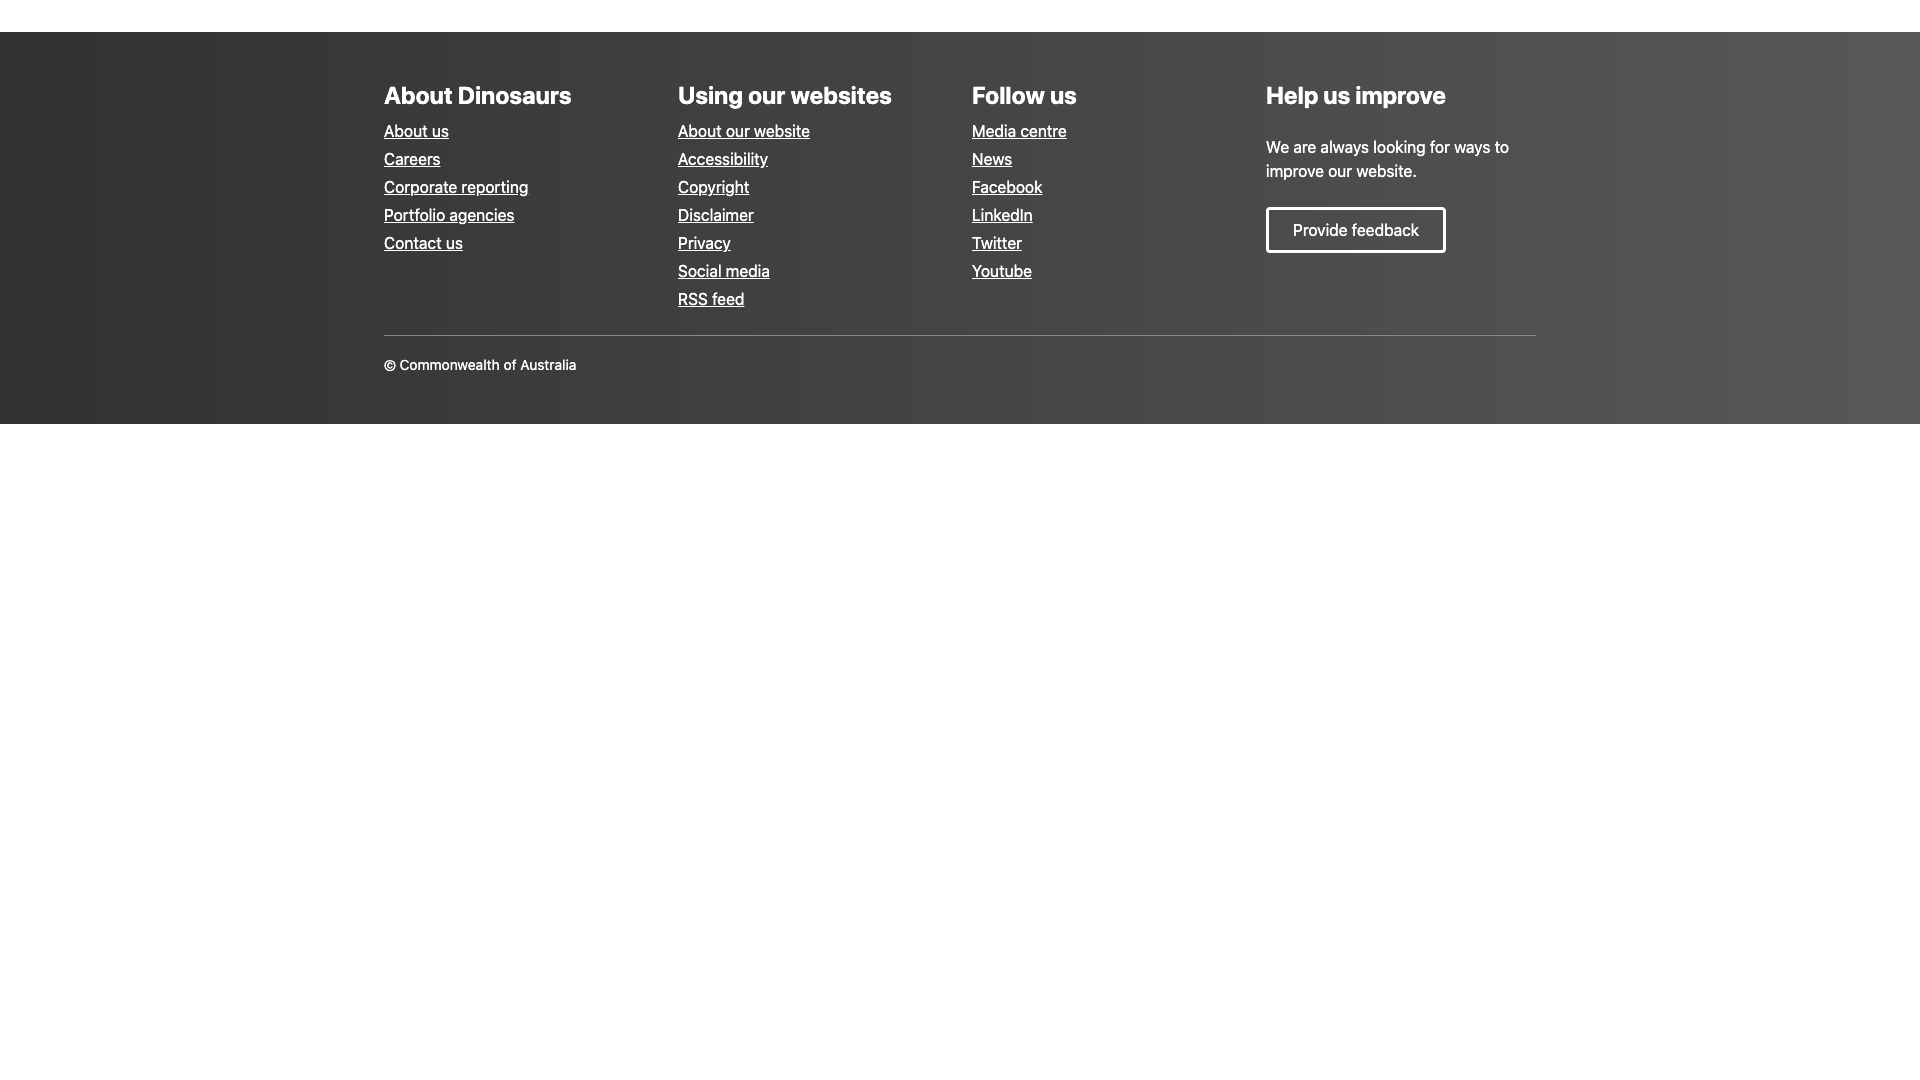 About Dinosaurs
About us
Careers
Corporate reporting
Portfolio agencies
Contact us
Using our websites
About our website
Accessibility
Copyright
Disclaimer
Privacy
Social media
RSS feed
Follow us
Media centre
News
Facebook
LinkedIn
Twitter
Youtube
Help us improve
We are always looking for ways to
improve our website.
Provide feedback
© Commonwealth of Australia